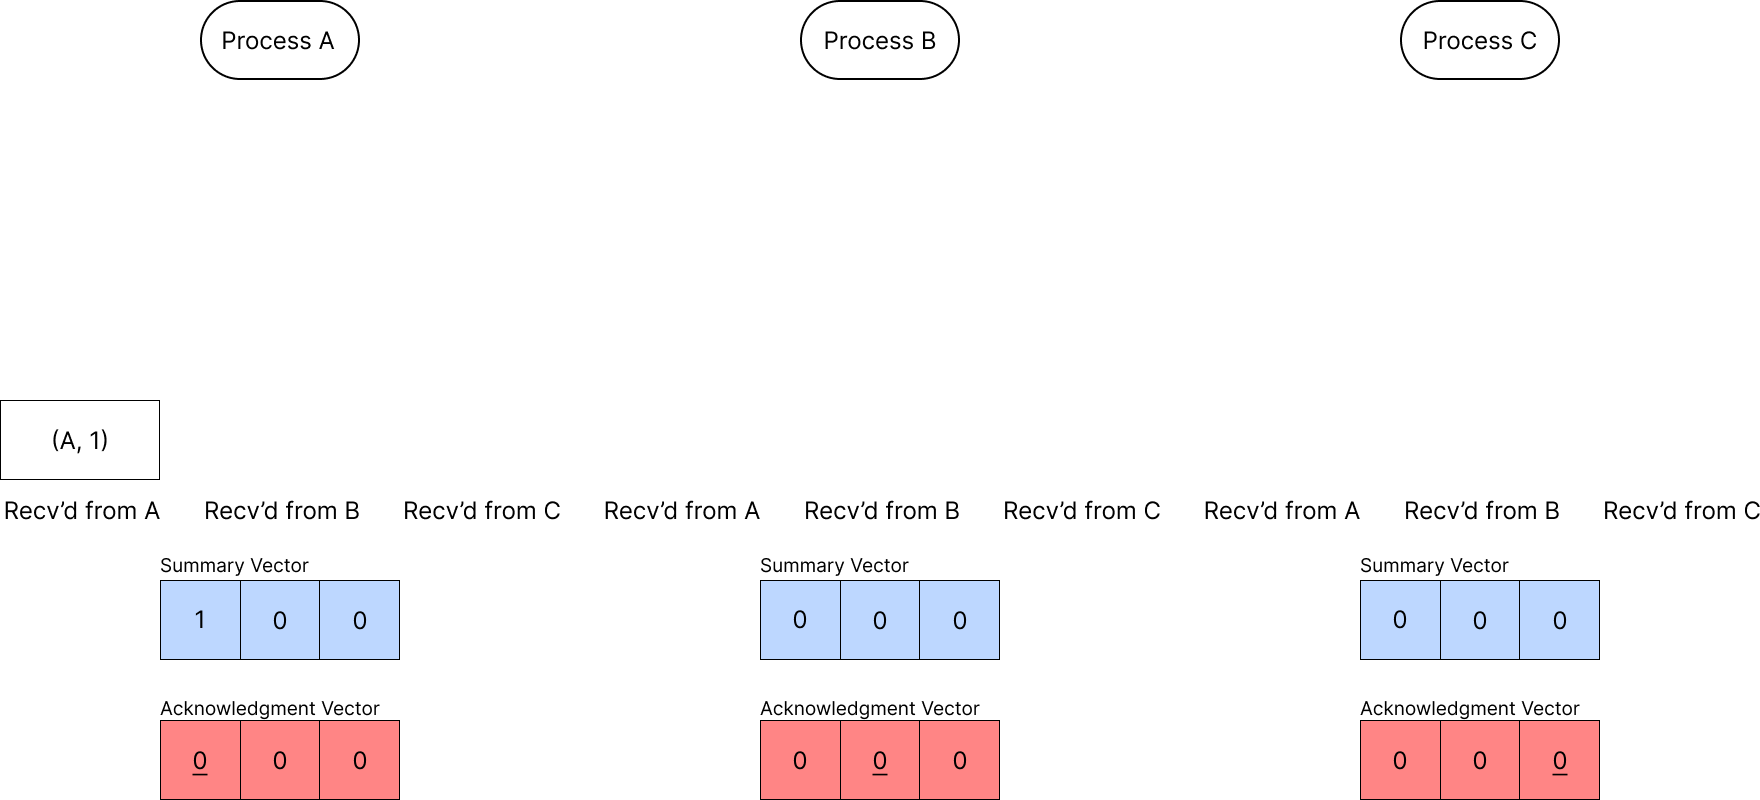 Process A
Process B
Process C
(A, 1)
Recv’d from A
Recv’d from B
Recv’d from C
Recv’d from A
Recv’d from B
Recv’d from C
Recv’d from A
Recv’d from B
Recv’d from C
Summary Vector
1 0 0
Summary Vector
0 0 0
Summary Vector
0 0 0
Acknowledgment Vector
0 0 0
Acknowledgment Vector
0 0 0
Acknowledgment Vector
0 0 0